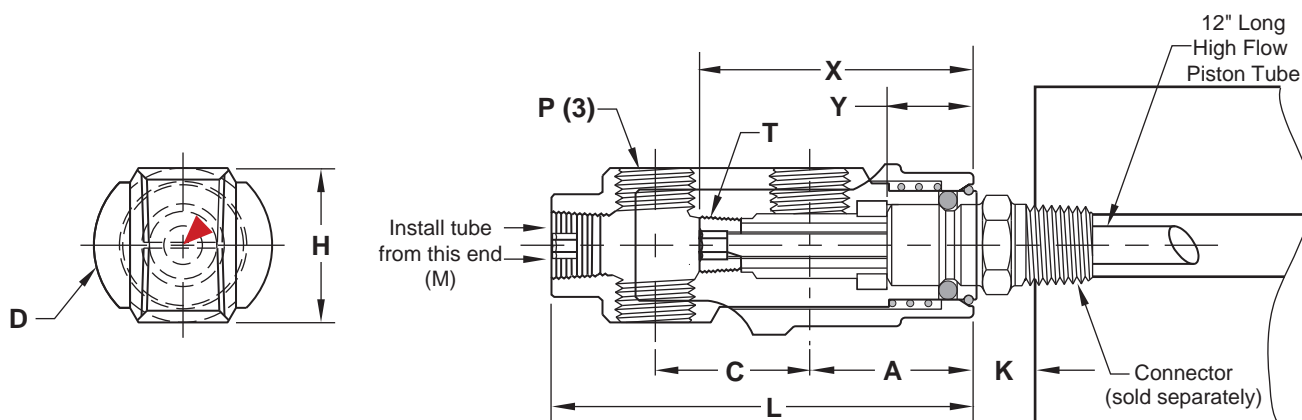 12" Long
High Flow
Piston Tube
X
Y
P (3)
T
Install tube
from this end
(M)
H
D
C
A
K
L
Connector
(sold separately)